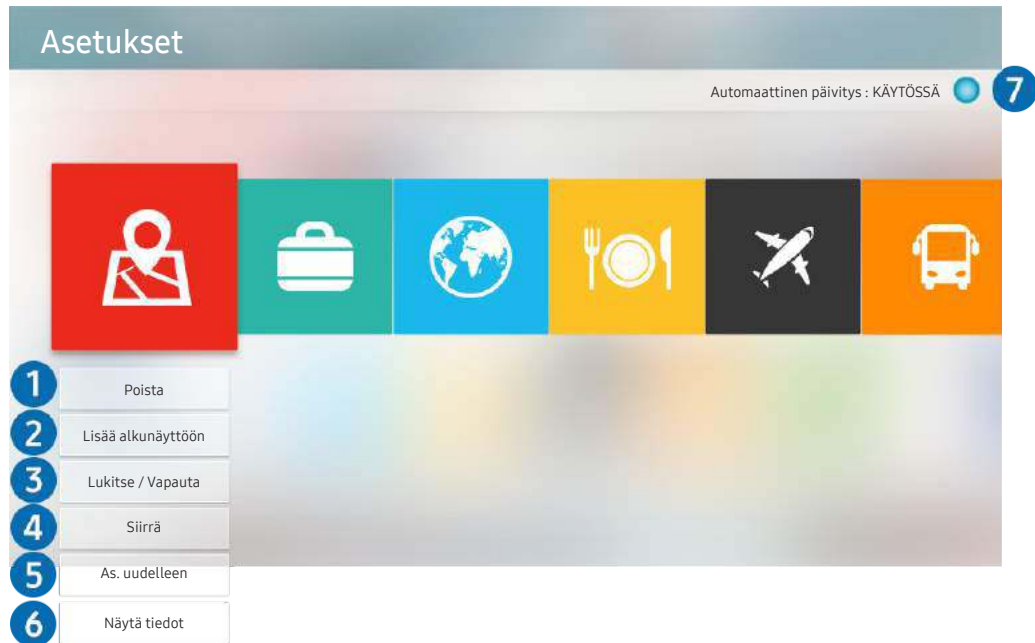 Asetukset
Automaattinen päivitys : KÄYTÖSSÄ 7
1 Poista
2 Lisää alkunäyttöön
3 Lukitse / Vapauta
4 Siirrä
5 As. uudelleen
6 Näytä tiedot